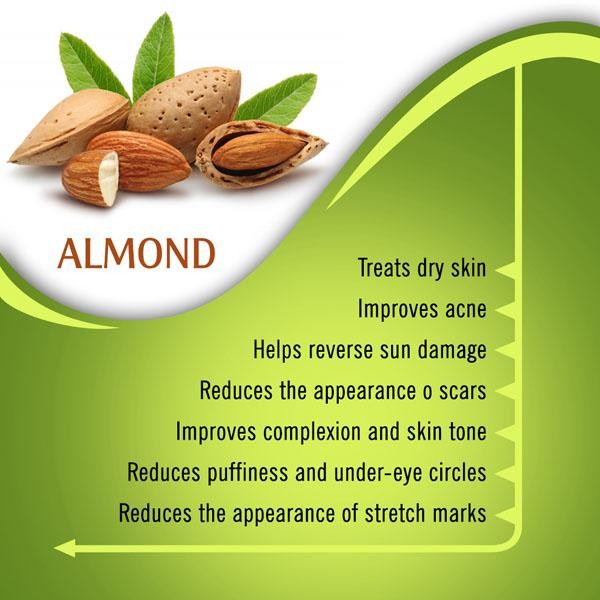 ALMOND
Treats dry skin
Improves acne
Helps reverse sun damage
Reduces the appearance o scars
Improves complexion and skin tone
Reduces puffiness and under-eye circles
Reduces the appearance of stretch marks